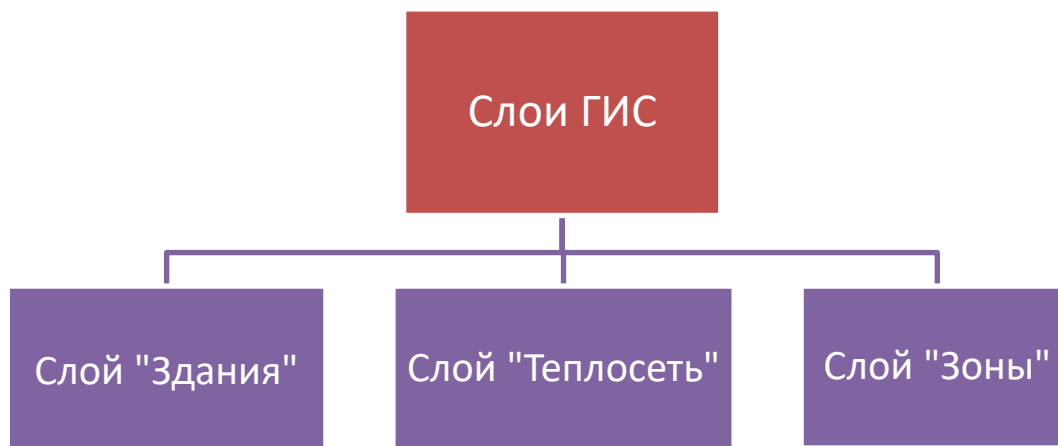 Слои ГИС
Слой "Здания"
Слой "Теплосеть"
Слой "Зоны"